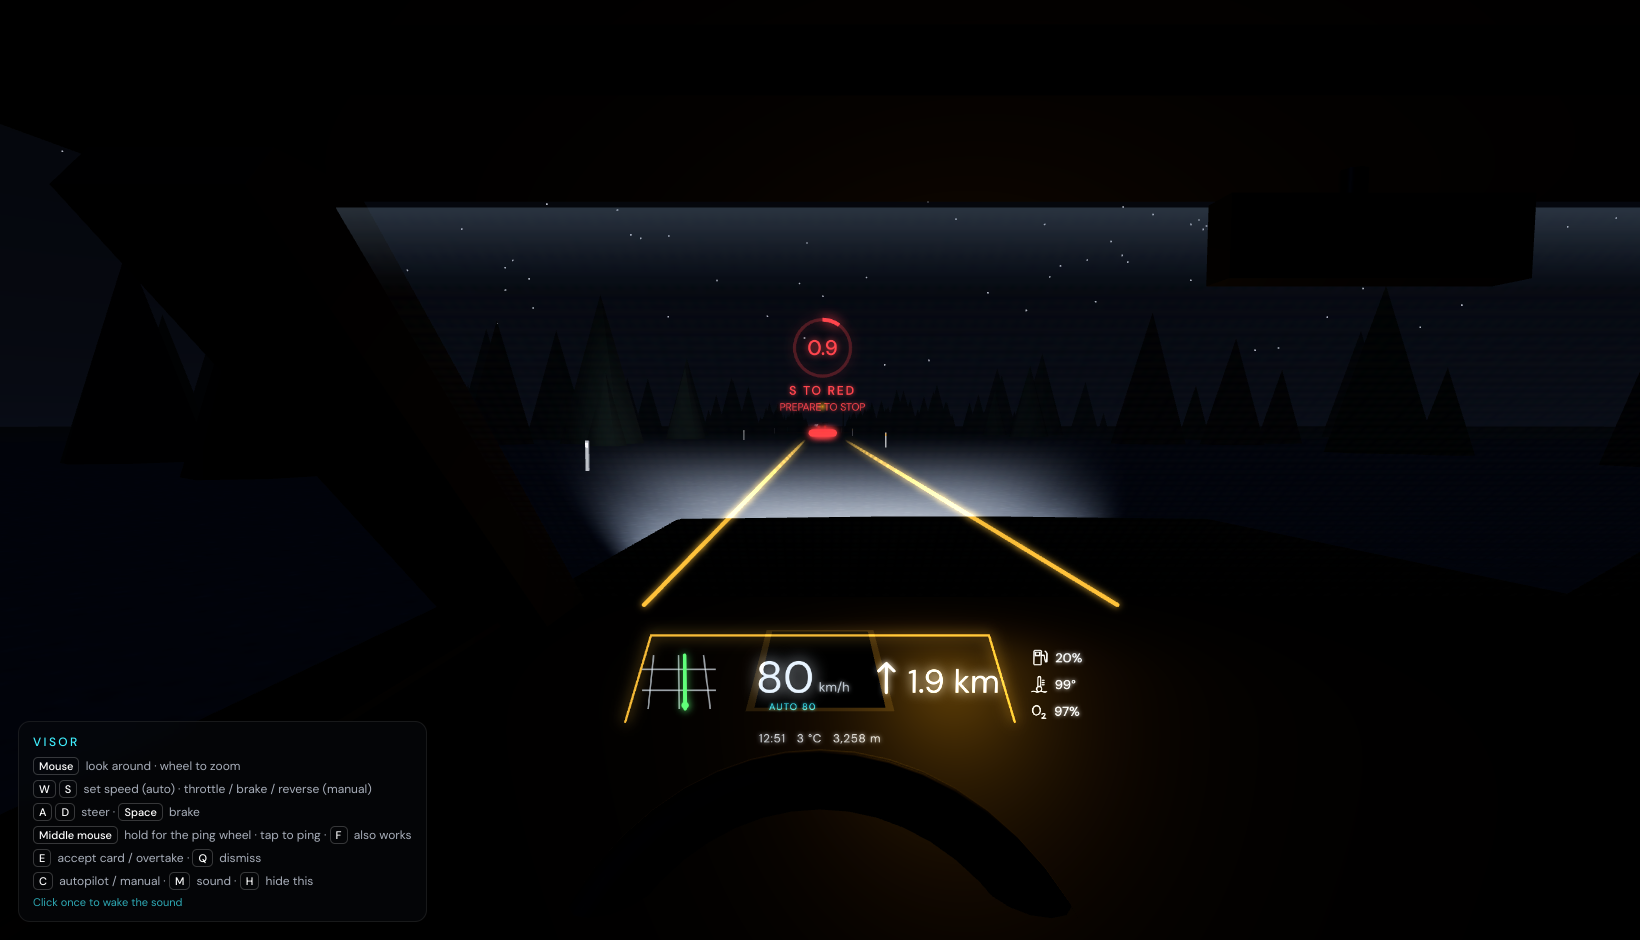 0.9
S TO RED
PREPARE TO STOP
80 km/h
AUTO 80
1.9 km
20%
99°
O₂ 97%
12:51 3 °C 3,258 m
VISOR
Mouse look around · wheel to zoom
W S set speed (auto) · throttle / brake / reverse (manual)
A D steer · Space brake
Middle mouse hold for the ping wheel · tap to ping · F also works
E accept card / overtake · Q dismiss
C autopilot / manual · M sound · H hide this
Click once to wake the sound